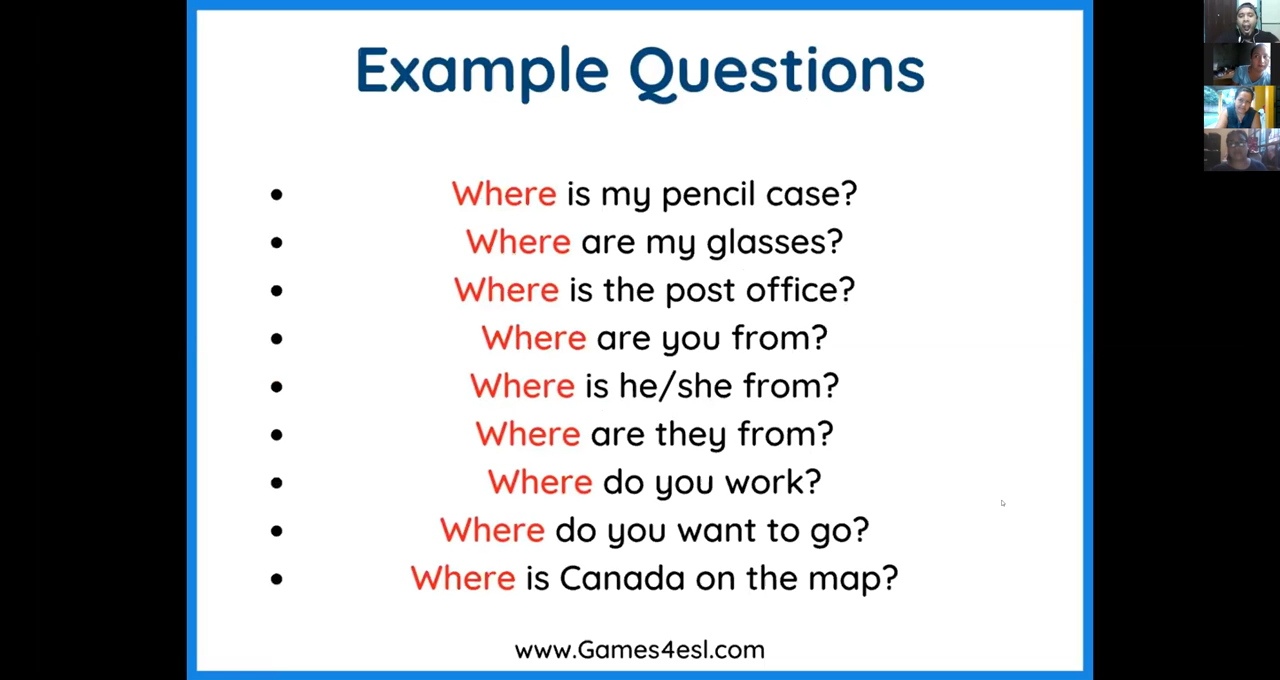 Example Questions
• Where is my pencil case?
• Where are my glasses?
• Where is the post office?
• Where are you from?
• Where is he/she from?
• Where are they from?
• Where do you work?
• Where do you want to go?
• Where is Canada on the map?
www.Games4esl.com